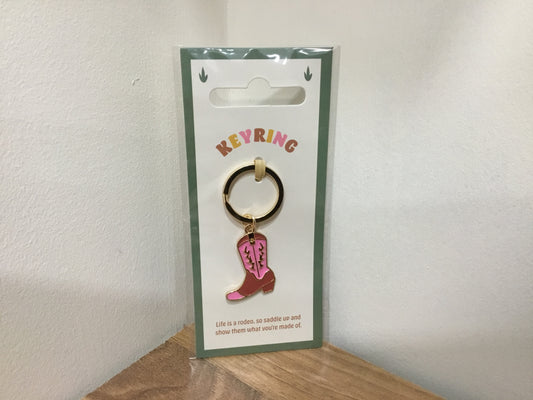 KEYRING
Life is a rodeo, so saddle up and
show them what you're made of.